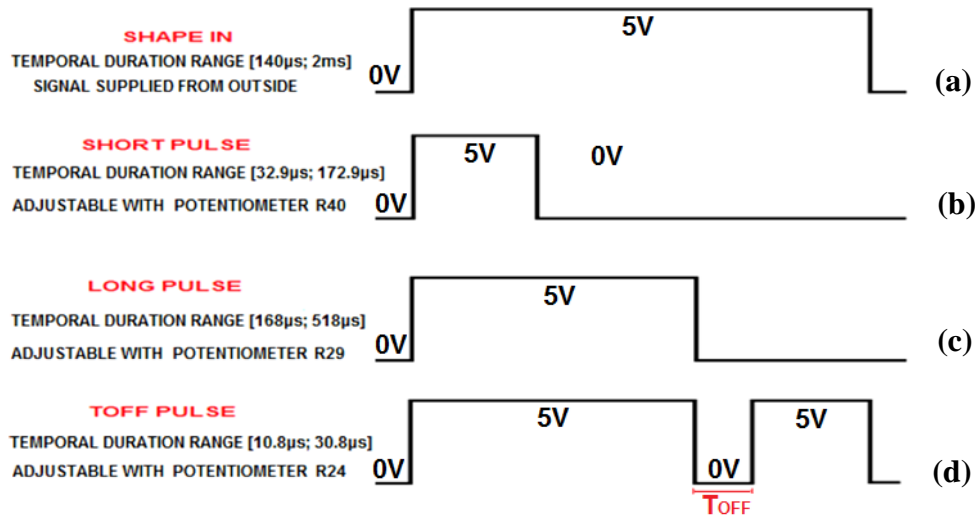 SHAPE IN
TEMPORAL DURATION RANGE [140µs; 2ms]
SIGNAL SUPPLIED FROM OUTSIDE
0V
5V
(a)
SHORT PULSE
TEMPORAL DURATION RANGE [32.9µs; 172.9µs]
ADJUSTABLE WITH POTENTIOMETER R40
0V
5V
0V
(b)
LONG PULSE
TEMPORAL DURATION RANGE [168µs; 518µs]
ADJUSTABLE WITH POTENTIOMETER R29
0V
5V
(c)
TOFF PULSE
TEMPORAL DURATION RANGE [10.8µs; 30.8µs]
ADJUSTABLE WITH POTENTIOMETER R24
0V
5V
0V
5V
TOFF
(d)